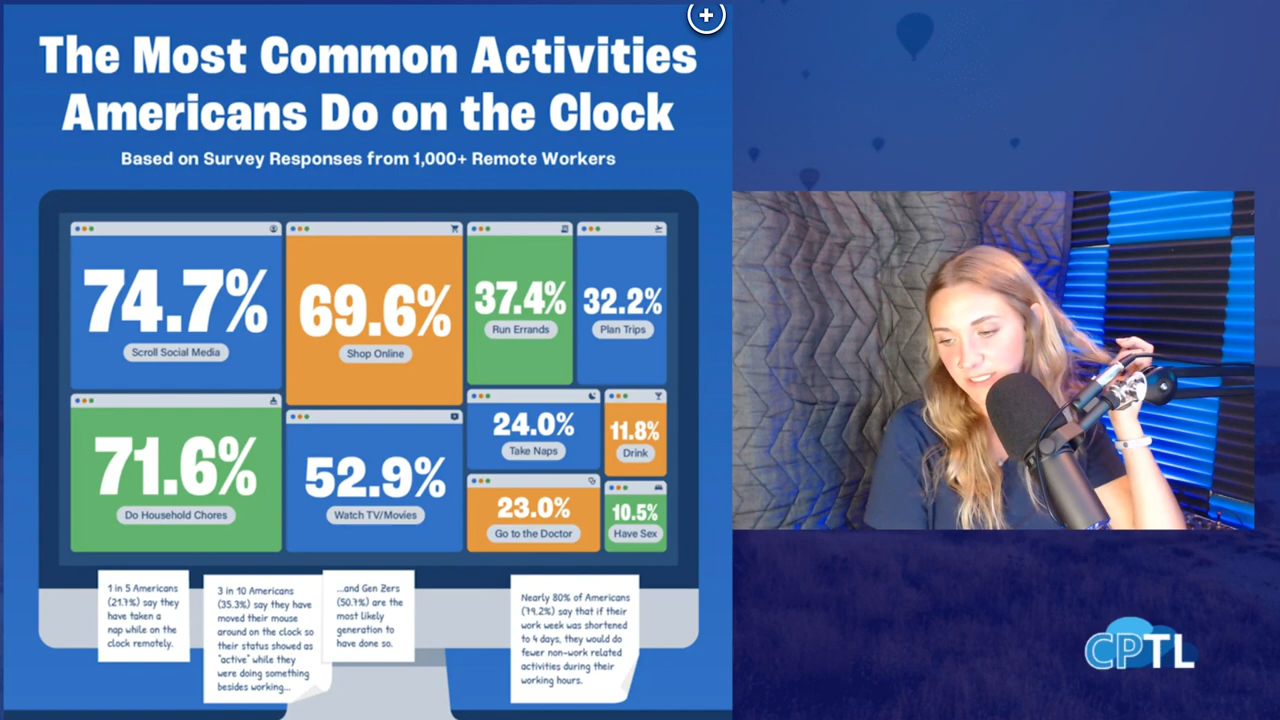 The Most Common Activities
Americans Do on the Clock
Based on Survey Responses from 1,000+ Remote Workers
74.7%
Scroll Social Media
69.6%
Shop Online
37.4%
Run Errands
32.2%
Plan Trips
71.6%
Do Household Chores
52.9%
Watch TV/Movies
24.0%
Take Naps
11.8%
Drink
23.0%
Go to the Doctor
10.5%
Have Sex
1 in 5 Americans
(21.7%) say they
have taken a
nap while on the
clock remotely.
3 in 10 Americans
(35.3%) say they have
moved their mouse
around on the clock so
their status showed as
"active" while they
were doing something
besides working...
...and Gen Zers
(50.7%) are the
most likely
generation to
have done so.
Nearly 80% of Americans
(79.2%) say that if their
work week was shortened
to 4 days, they would do
fewer non-work related
activities during their
working hours.
CPTL